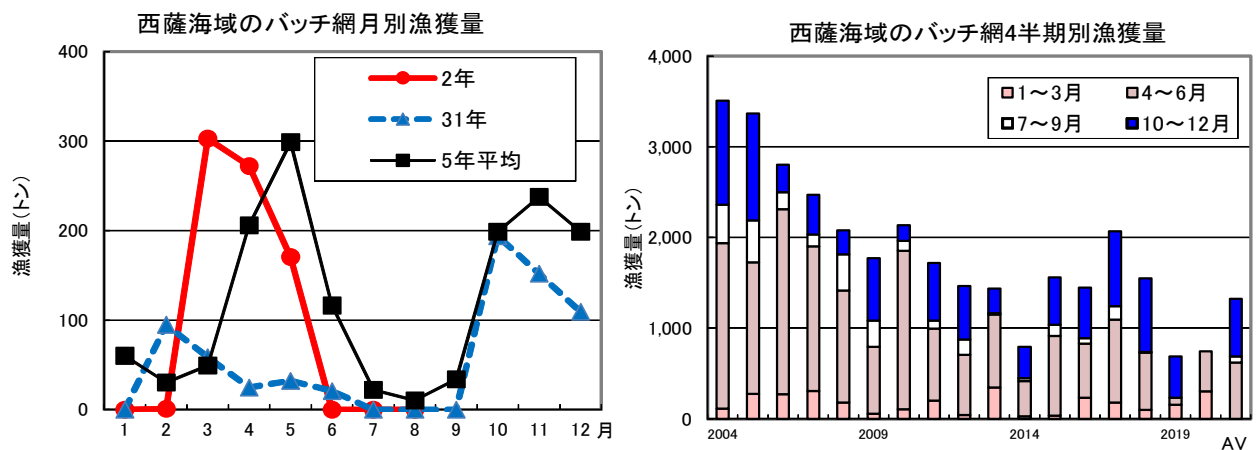 西薩海域のバッチ網月別漁獲量
400
300
200
100
0
漁獲量(トン)
2年
31年
5年平均
1 2 3 4 5 6 7 8 9 10 11 12 月
西薩海域のバッチ網4半期別漁獲量
4,000
3,000
2,000
1,000
0
漁獲量(トン)
1～3月 4～6月
7～9月 10～12月
2004 2009 2014 2019 AV